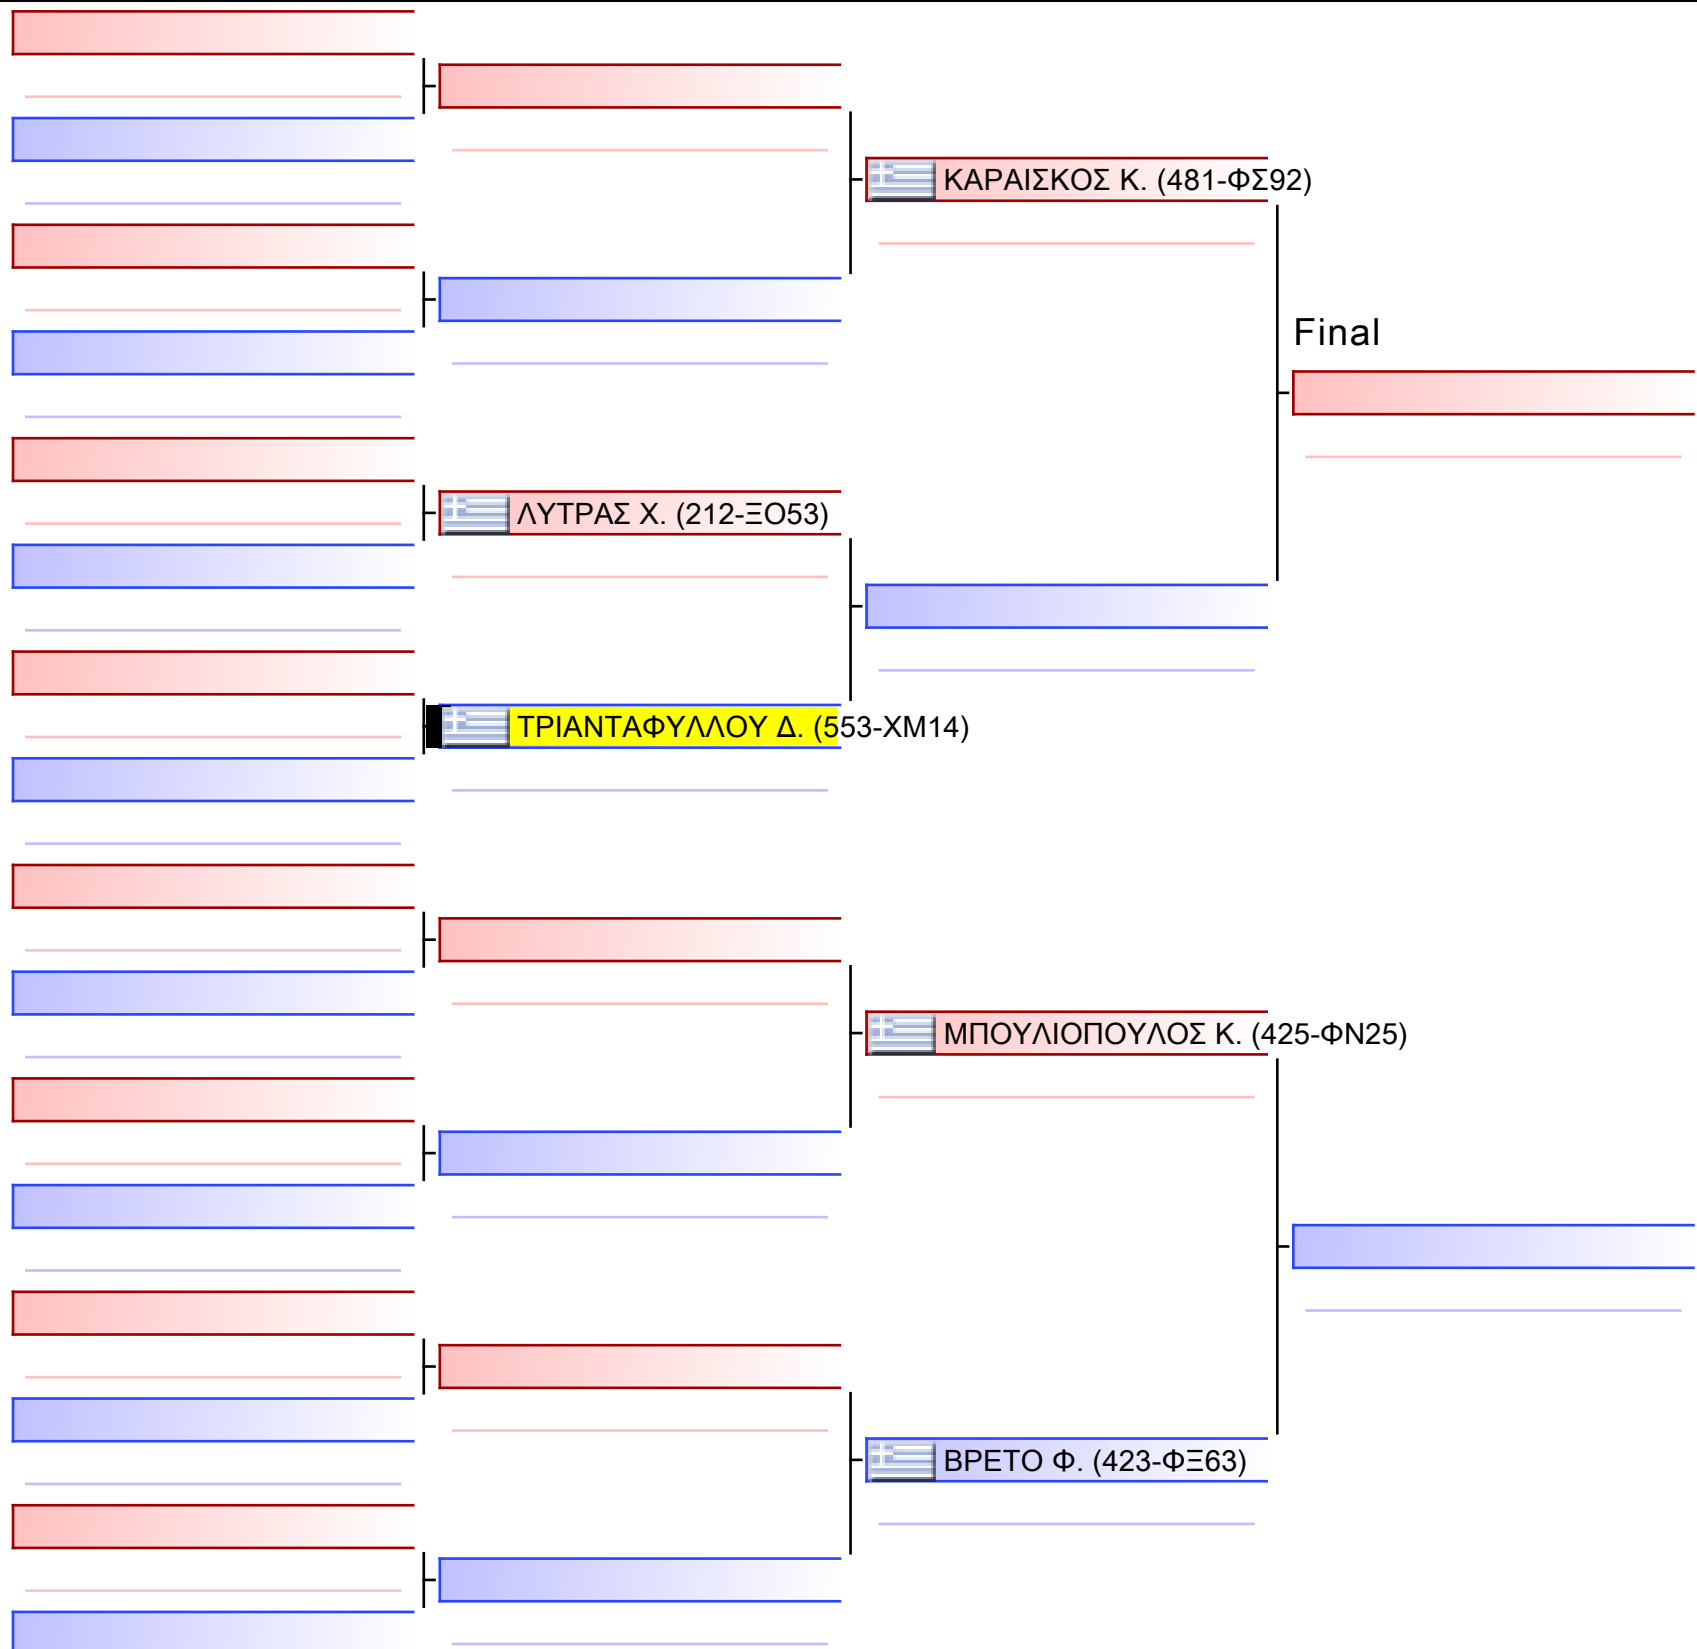 ΚΑΡΑΙΣΚΟΣ Κ. (481-ΦΣ92)
Final
ΛΥΤΡΑΣ Χ. (212-ΞΟ53)
ΤΡΙΑΝΤΑΦΥΛΛΟΥ Δ. (553-ΧΜ14)
ΜΠΟΥΛΙΟΠΟΥΛΟΣ Κ. (425-ΦΝ25)
ΒΡΕΤΟ Φ. (423-ΦΞ63)